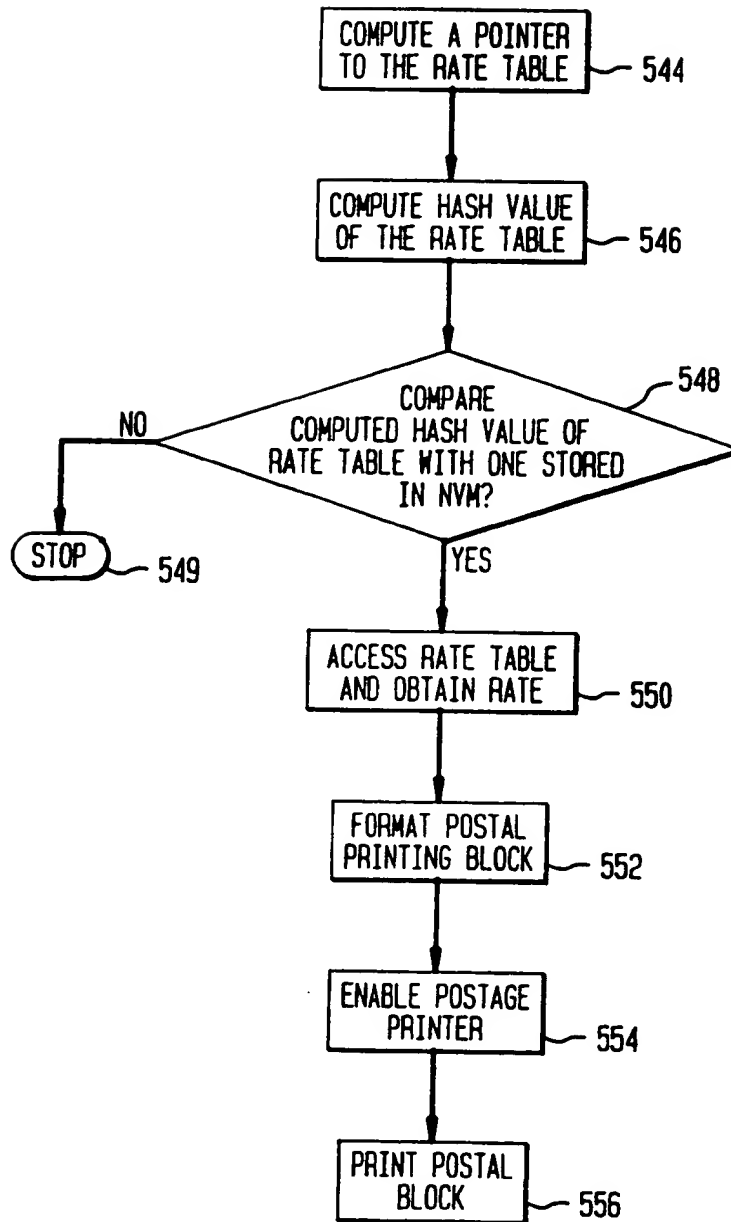 COMPUTE A POINTER
TO THE RATE TABLE
544
COMPUTE HASH VALUE
OF THE RATE TABLE
546
548
COMPARE
COMPUTED HASH VALUE OF
RATE TABLE WITH ONE STORED
IN NVM?
NO
STOP
549
YES
ACCESS RATE TABLE
AND OBTAIN RATE
550
FORMAT POSTAL
PRINTING BLOCK
552
ENABLE POSTAGE
PRINTER
554
PRINT POSTAL
BLOCK
556